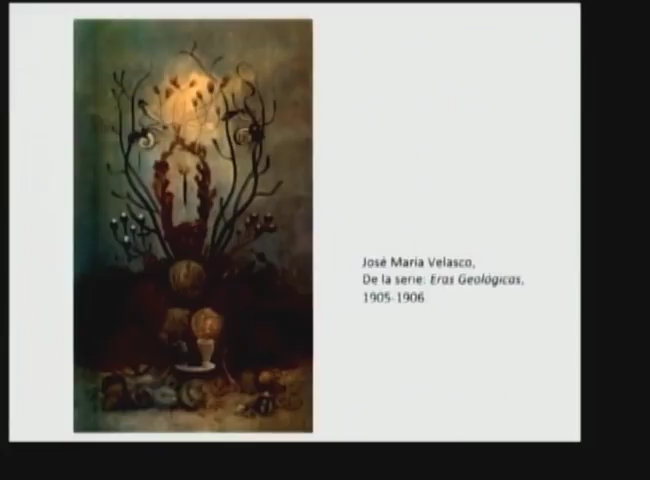 José María Velasco,
De la serie: Eras Geológicas,
1905-1906